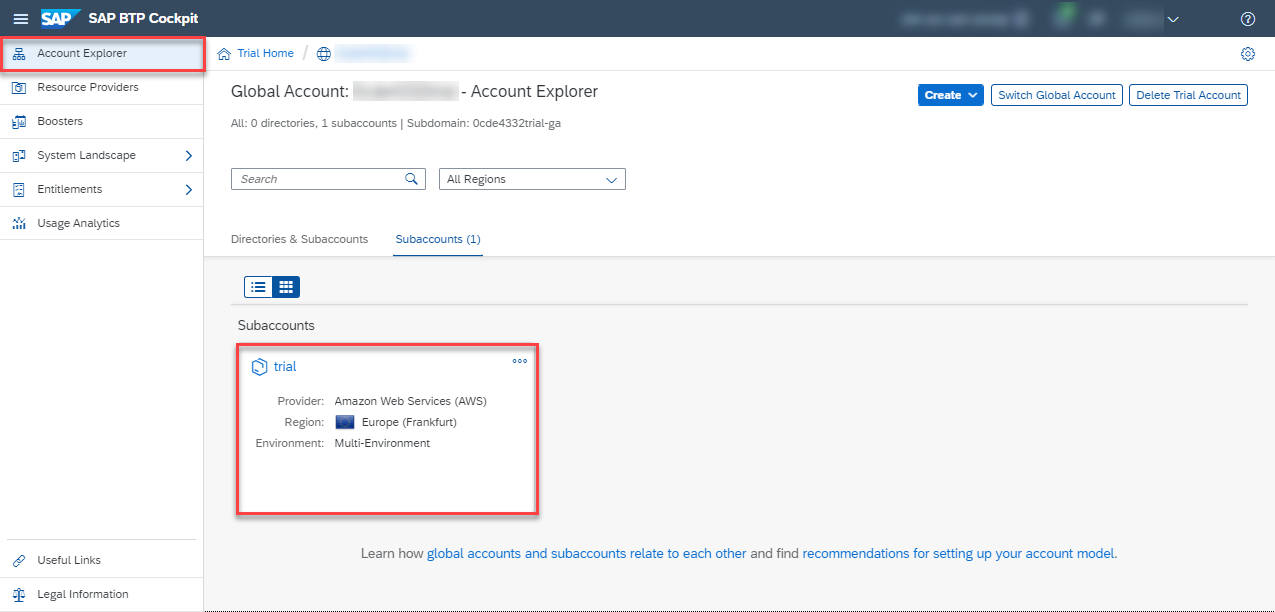 SAP SAP BTP Cockpit
Account Explorer
Resource Providers
Boosters
System Landscape
Entitlements
Usage Analytics
Useful Links
Legal Information
Trial Home /
Global Account: - Account Explorer
All: 0 directories, 1 subaccounts | Subdomain: 0cde4332trial-ga
Create
Switch Global Account
Delete Trial Account
Search
All Regions
Directories & Subaccounts
Subaccounts (1)
Subaccounts
trial
Provider: Amazon Web Services (AWS)
Region: Europe (Frankfurt)
Environment: Multi-Environment
Learn how global accounts and subaccounts relate to each other and find recommendations for setting up your account model.